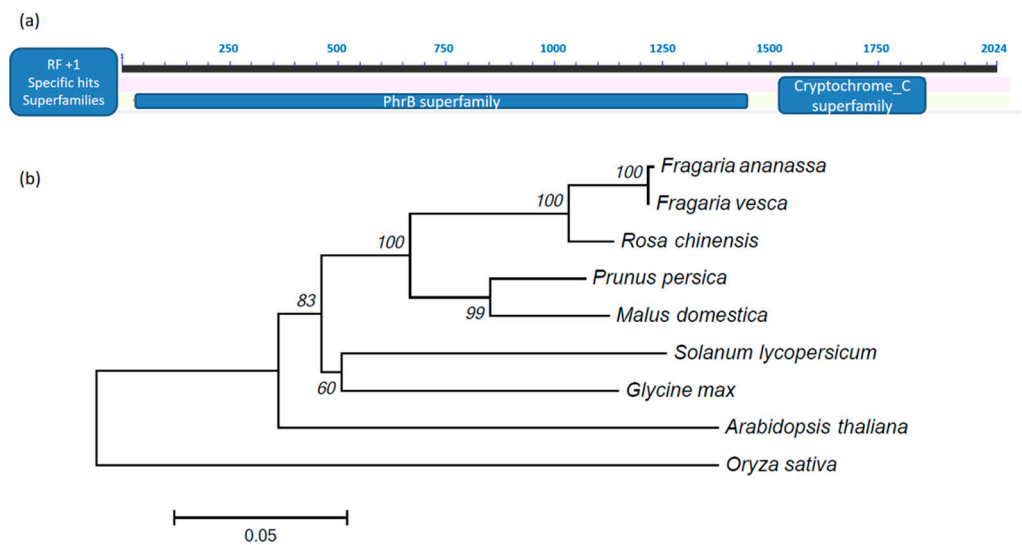 (a)
250 500 750 1000 1250 1500 1750 2024
RF +1
Specific hits
Superfamilies
PhrB superfamily
Cryptochrome_C
superfamily
(b)
100 Fragaria ananassa
Fragaria vesca
100
Rosa chinensis
100
Prunus persica
99
Malus domestica
83
Solanum lycopersicum
60
Glycine max
Arabidopsis thaliana
Oryza sativa
0.05